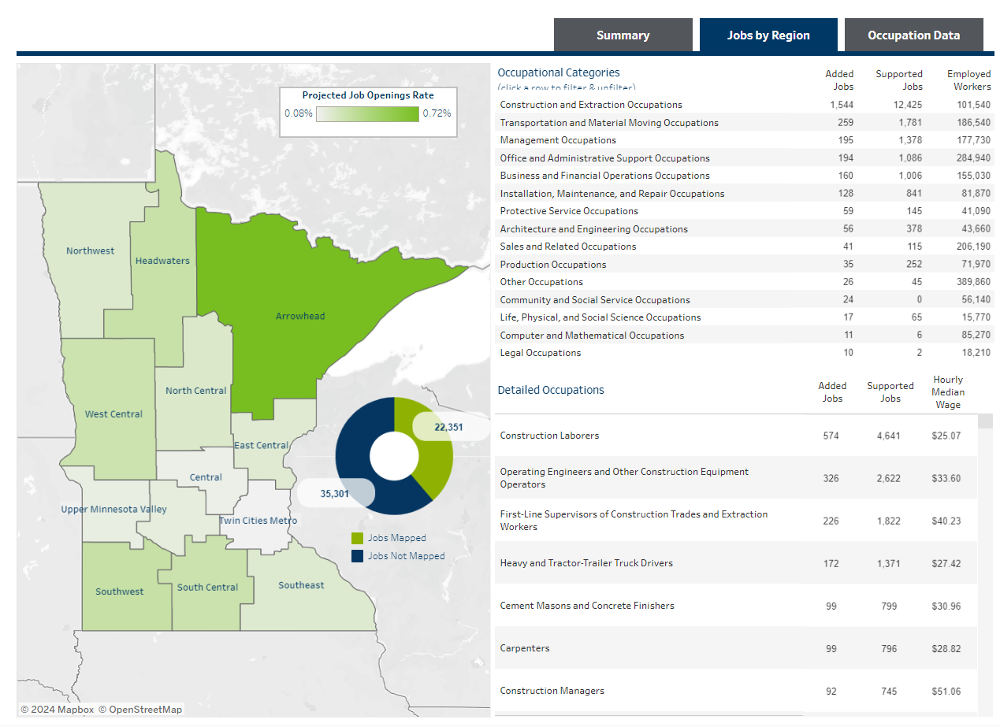 Summary
Jobs by Region
Occupation Data
Projected Job Openings Rate
0.08%
0.72%
Northwest
Headwaters
Arrowhead
North Central
West Central
East Central
Central
Upper Minnesota Valley
Twin Cities Metro
Southwest
South Central
Southeast
22,351
35,301
Jobs Mapped
Jobs Not Mapped
© 2024 Mapbox © OpenStreetMap
Occupational Categories
(click a row to filter & unfilter)
Added Jobs
Supported Jobs
Employed Workers
Construction and Extraction Occupations 1,544 12,425 101,540
Transportation and Material Moving Occupations 259 1,781 186,540
Management Occupations 195 1,378 177,730
Office and Administrative Support Occupations 194 1,086 284,940
Business and Financial Operations Occupations 160 1,006 155,030
Installation, Maintenance, and Repair Occupations 128 841 81,870
Protective Service Occupations 59 145 41,090
Architecture and Engineering Occupations 56 378 43,660
Sales and Related Occupations 41 115 206,190
Production Occupations 35 252 71,970
Other Occupations 26 45 389,860
Community and Social Service Occupations 24 0 56,140
Life, Physical, and Social Science Occupations 17 65 15,770
Computer and Mathematical Occupations 11 6 85,270
Legal Occupations 10 2 18,210
Detailed Occupations
Added Jobs
Supported Jobs
Hourly Median Wage
Construction Laborers 574 4,641 $25.07
Operating Engineers and Other Construction Equipment
Operators 326 2,622 $33.60
First-Line Supervisors of Construction Trades and Extraction
Workers 226 1,822 $40.23
Heavy and Tractor-Trailer Truck Drivers 172 1,371 $27.42
Cement Masons and Concrete Finishers 99 799 $30.96
Carpenters 99 796 $28.82
Construction Managers 92 745 $51.06